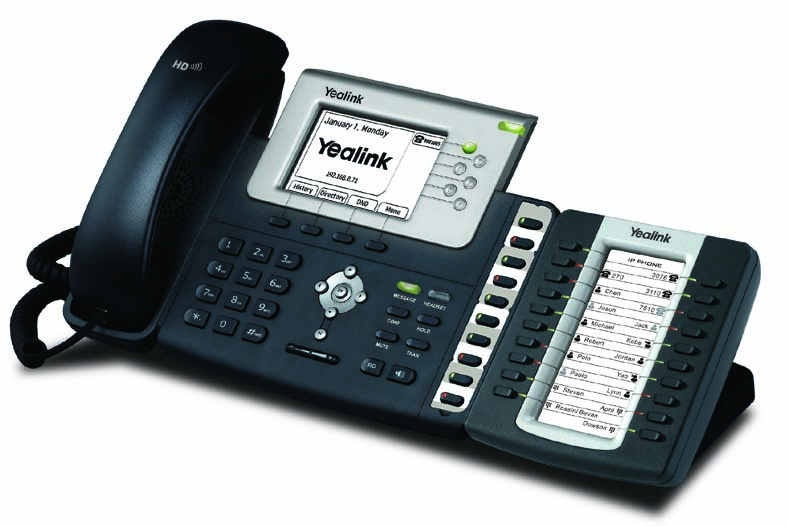 HD
Yealink
January 1, Monday
Yealink
192.168.0.71
History Directory DND Menu
1 2 3
4 5 6
7 8 9
* 0 #
MESSAGE HEADSET
CONF HOLD
MUTE TRAN
RD
Yealink
IP PHONE
270 3076
Chen 3110
Jason 7610
Michael Jack
Robert Kobe
Polo Jordan
Paolo Yao
Steven Lynn
Rossini Bevan April
Dowson